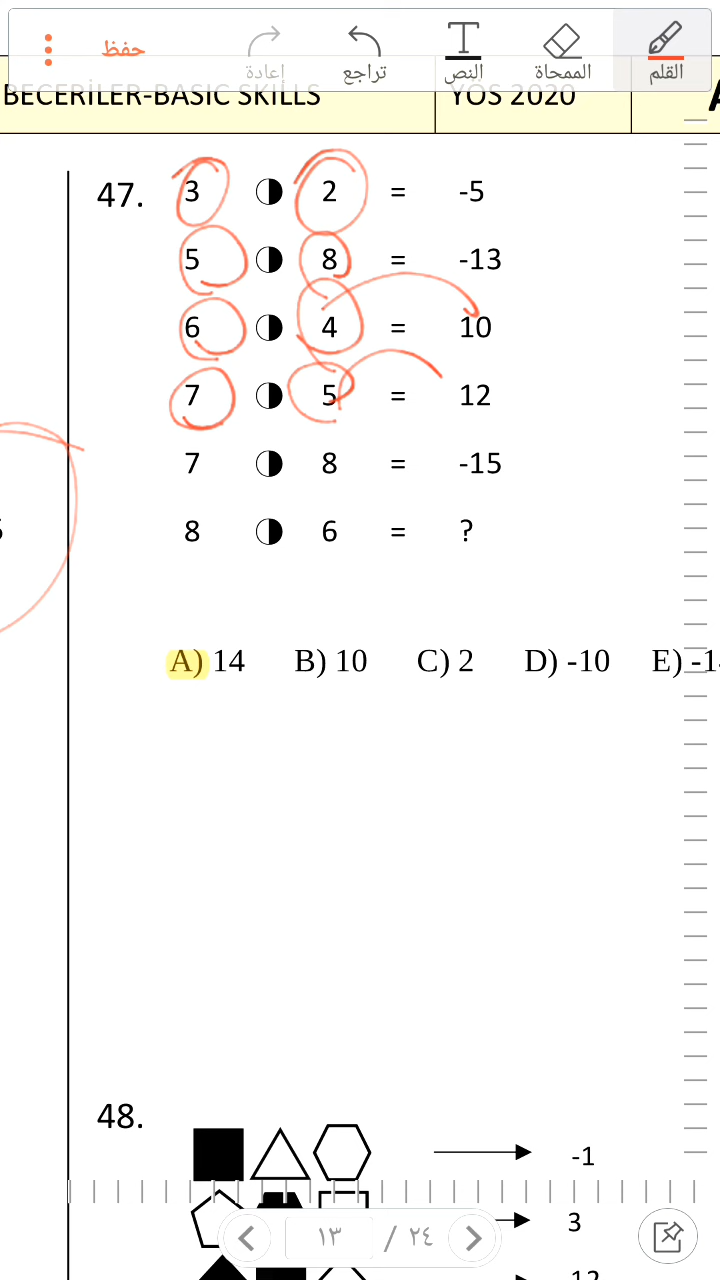 حفظ
إعادة
تراجع
النص
الممحاة
القلم
BECERİLER-BASIC SKILLS YÖS 2020
47. 3 ◑ 2 = -5
5 ◑ 8 = -13
6 ◑ 4 = 10
7 ◑ 5 = 12
7 ◑ 8 = -15
8 ◑ 6 = ?
A) 14 B) 10 C) 2 D) -10 E)
48.
-1
3
١٣ / ٢٤